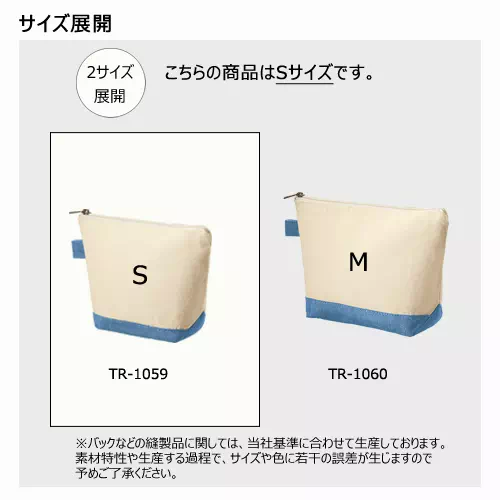 サイズ展開
2サイズ
展開
こちらの商品はSサイズです。
S
M
TR-1059
TR-1060
※バックなどの縫製品に関しては、当社基準に合わせて生産しております。
素材特性や生産する過程で、サイズや色に若干の誤差が生じますので
予めご了承ください。